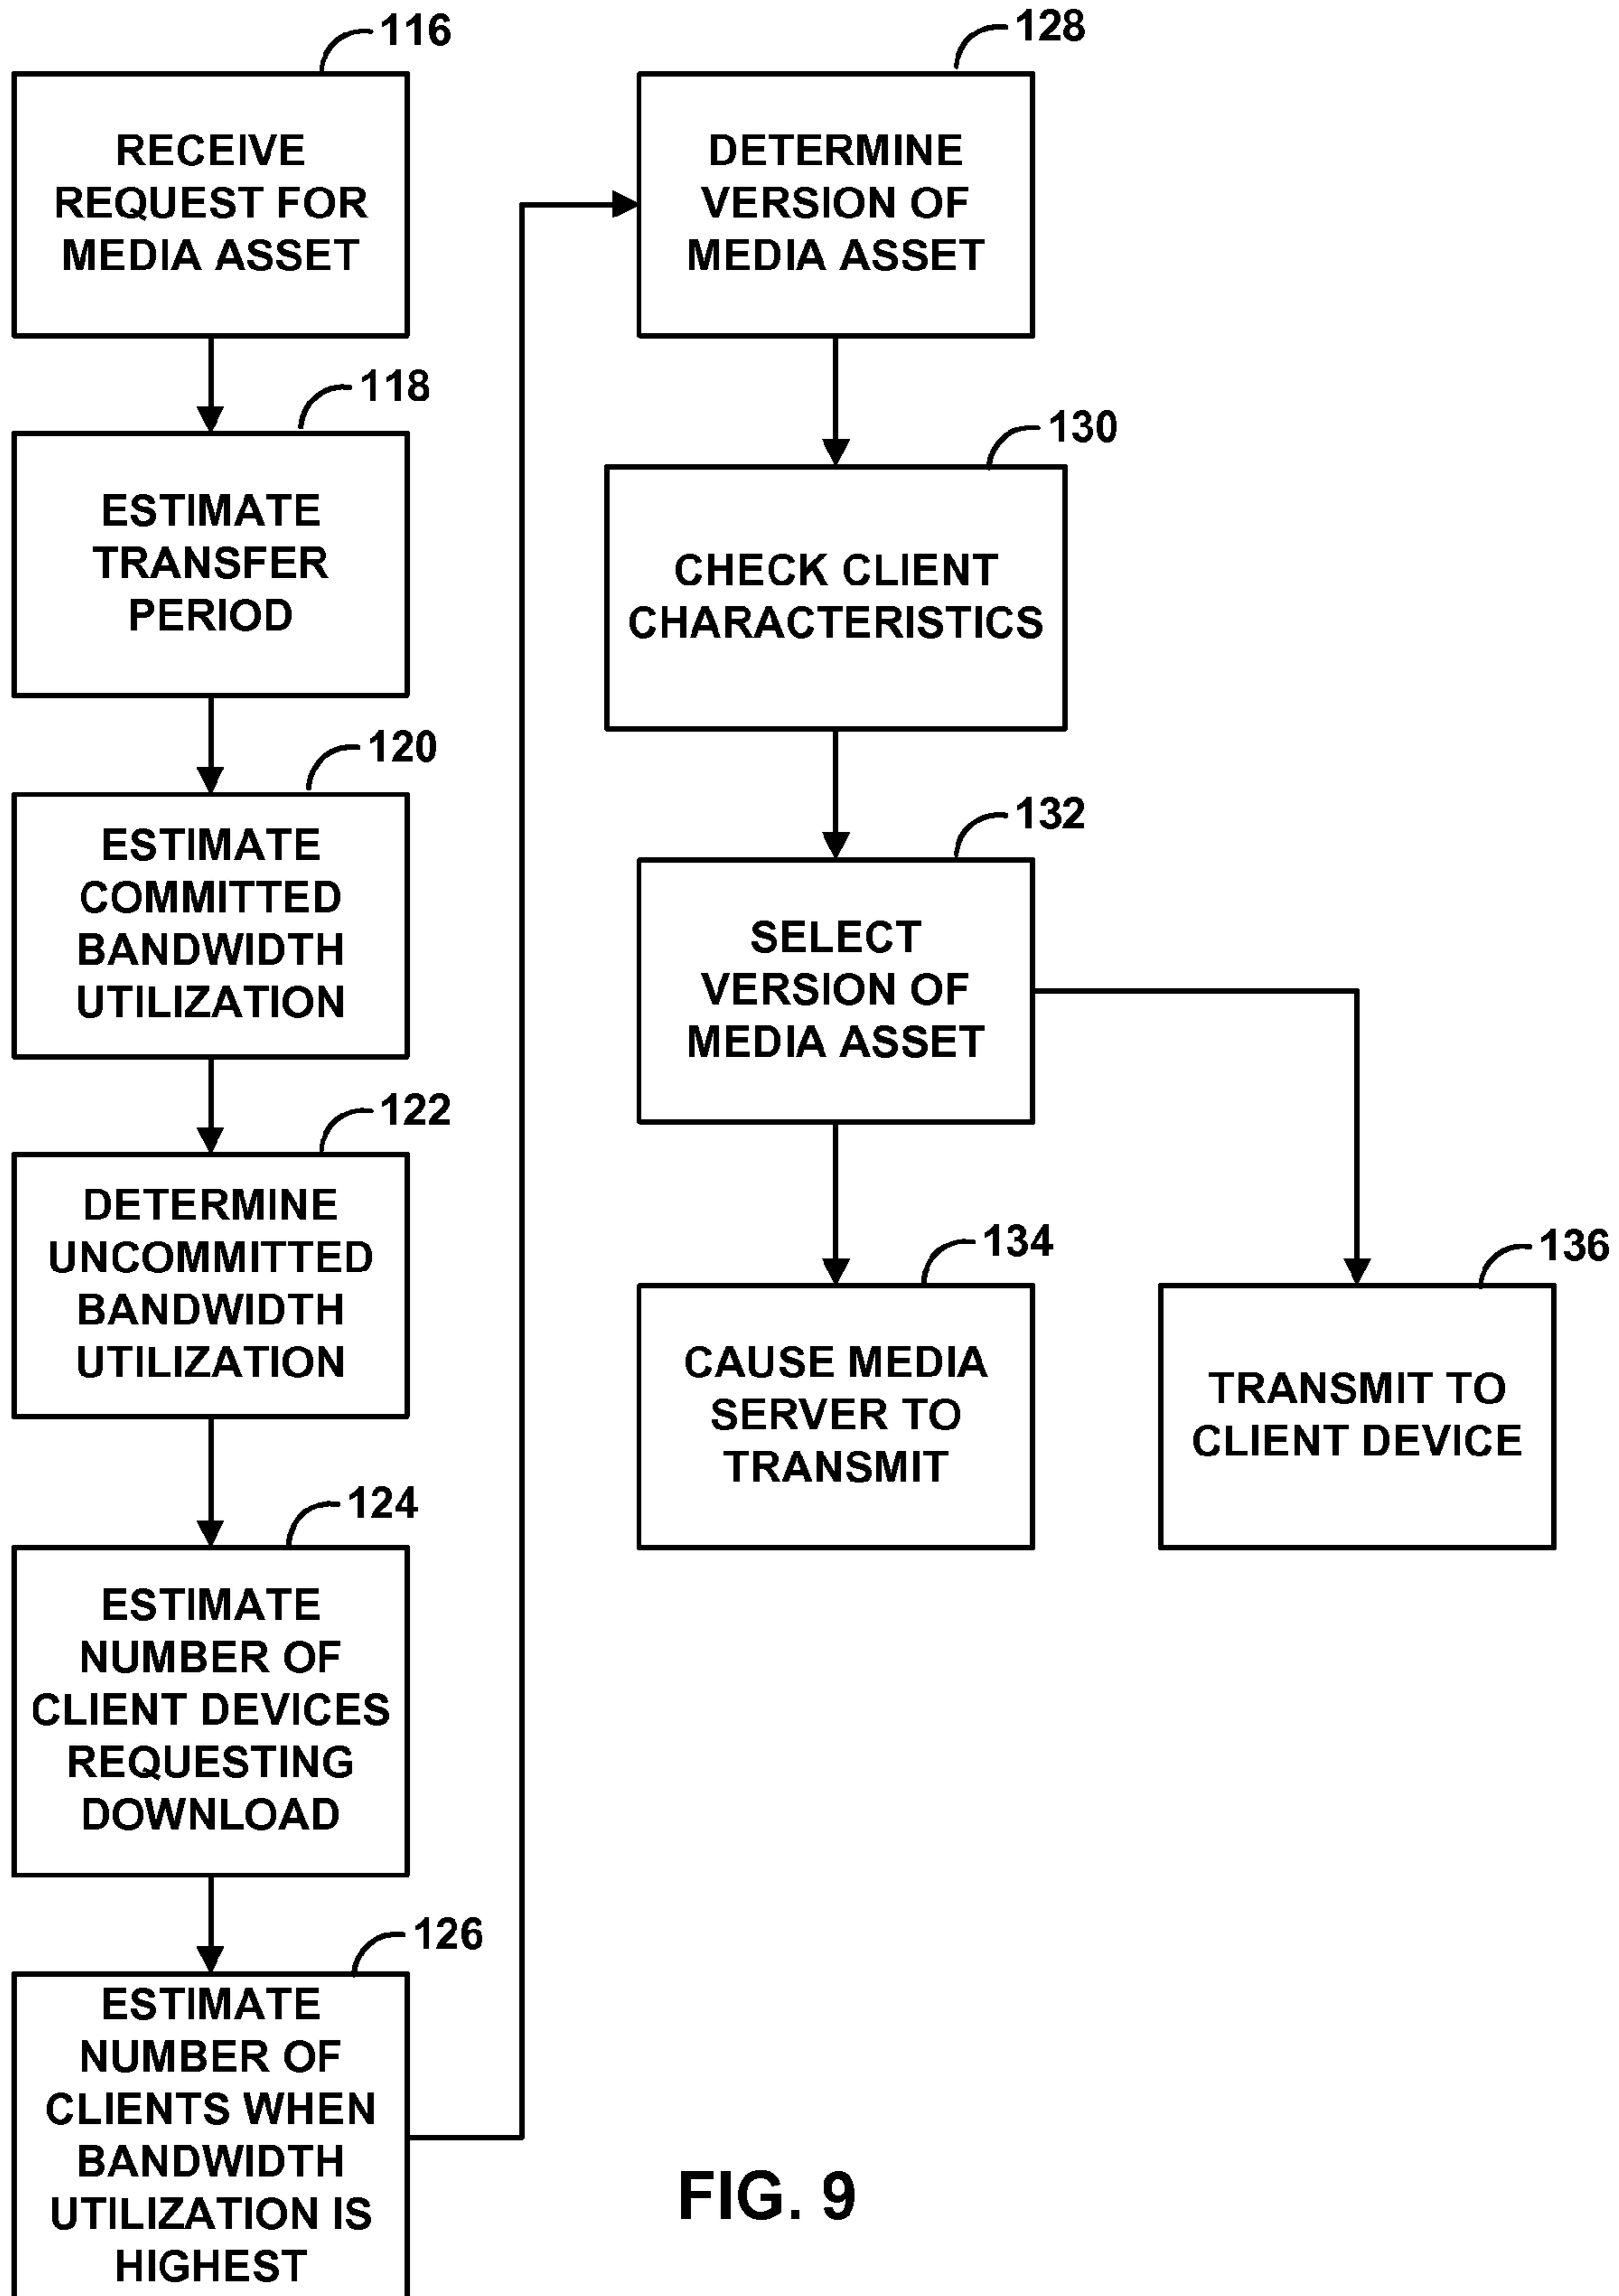 116
RECEIVE
REQUEST FOR
MEDIA ASSET
118
ESTIMATE
TRANSFER
PERIOD
120
ESTIMATE
COMMITTED
BANDWIDTH
UTILIZATION
122
DETERMINE
UNCOMMITTED
BANDWIDTH
UTILIZATION
124
ESTIMATE
NUMBER OF
CLIENT DEVICES
REQUESTING
DOWNLOAD
126
ESTIMATE
NUMBER OF
CLIENTS WHEN
BANDWIDTH
UTILIZATION IS
HIGHEST
128
DETERMINE
VERSION OF
MEDIA ASSET
130
CHECK CLIENT
CHARACTERISTICS
132
SELECT
VERSION OF
MEDIA ASSET
134
CAUSE MEDIA
SERVER TO
TRANSMIT
136
TRANSMIT TO
CLIENT DEVICE
FIG. 9